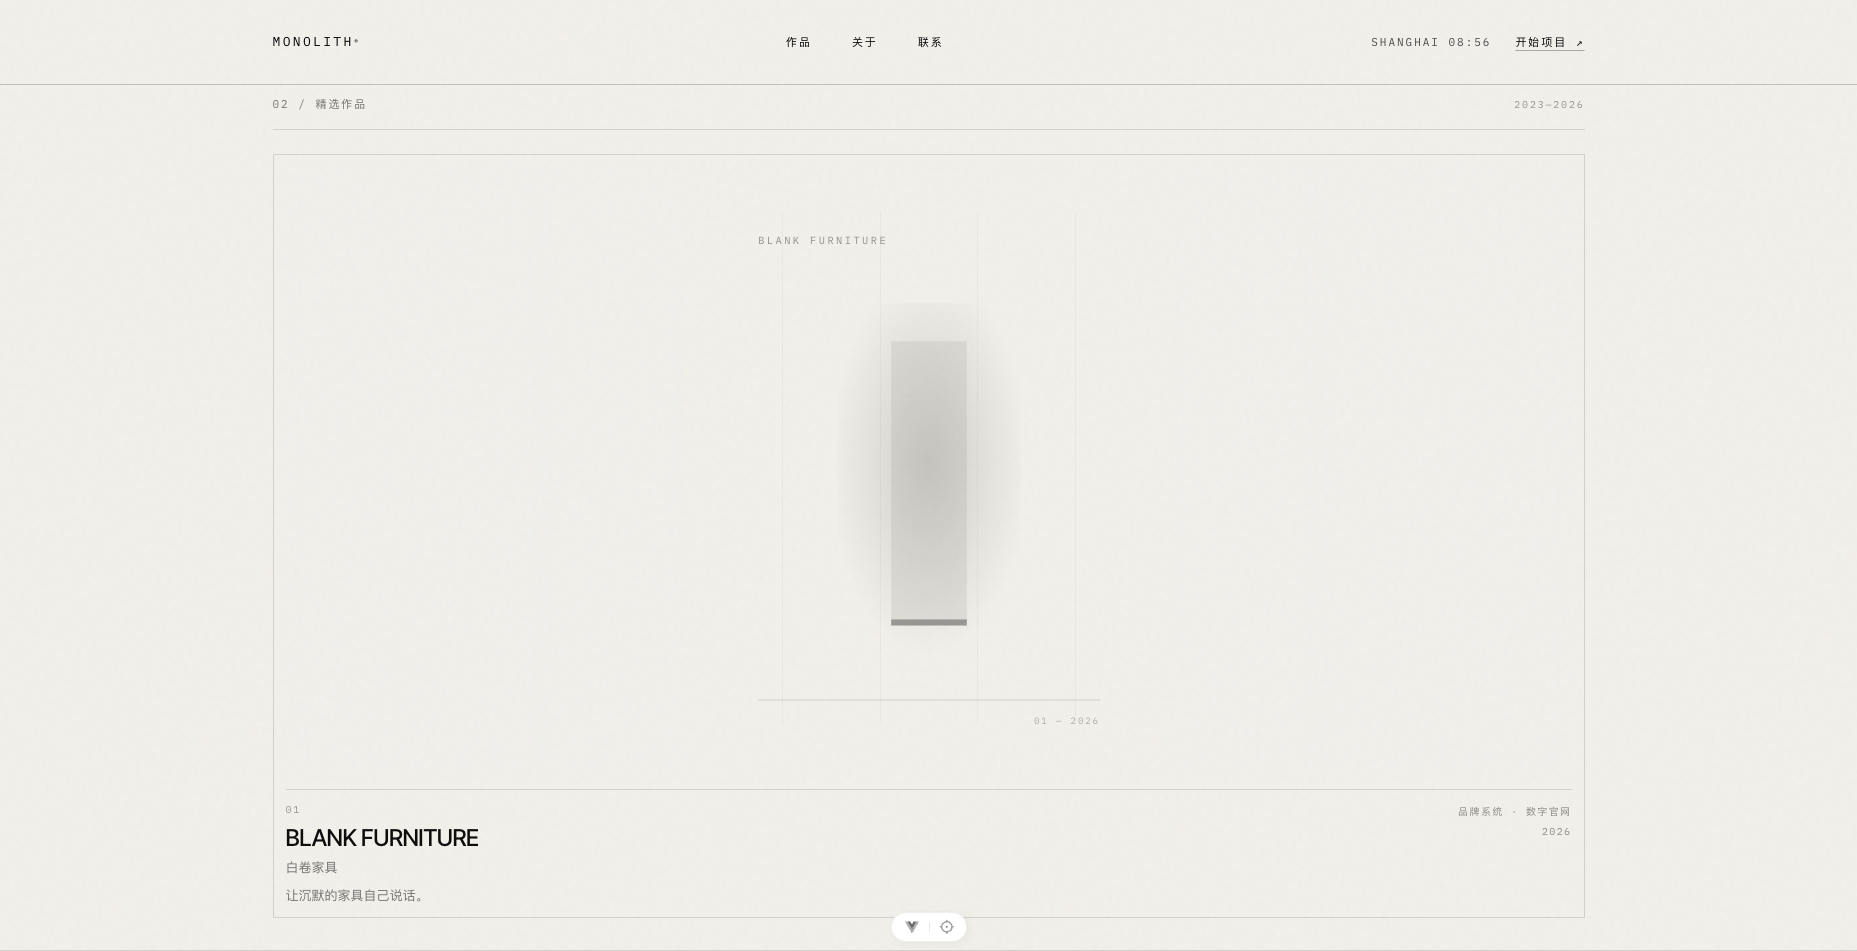 MONOLITH®
作品 关于 联系
SHANGHAI 08:56 开始项目 ↗
02 / 精选作品
2023—2026
BLANK FURNITURE
01 — 2026
01
BLANK FURNITURE
白卷家具
让沉默的家具自己说话。
品牌系统 · 数字官网
2026